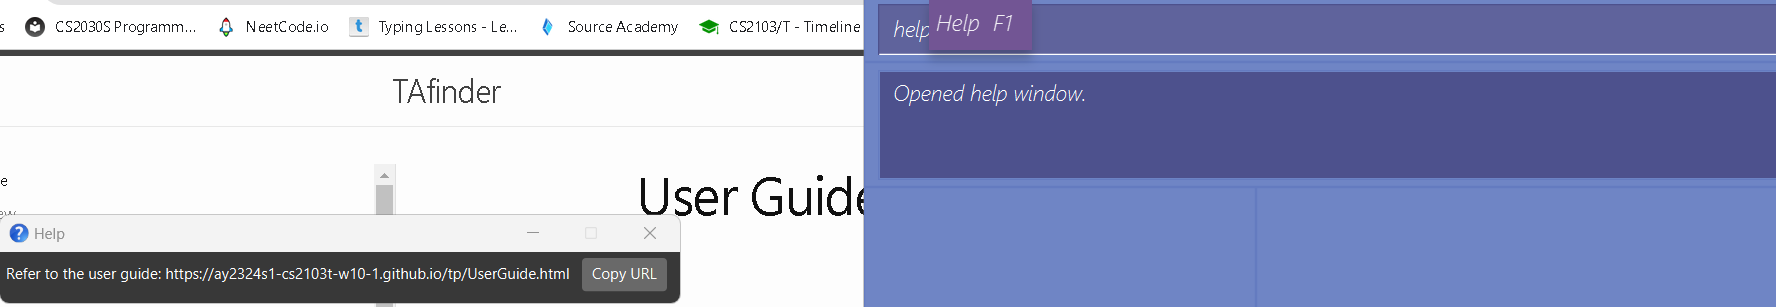 s CS2030S Programm... NeetCode.io Typing Lessons - Le... Source Academy CS2103/T - Timeline
TAfinder
e
User Guide
Help
Refer to the user guide: https://ay2324s1-cs2103t-w10-1.github.io/tp/UserGuide.html Copy URL
help
Help F1
Opened help window.